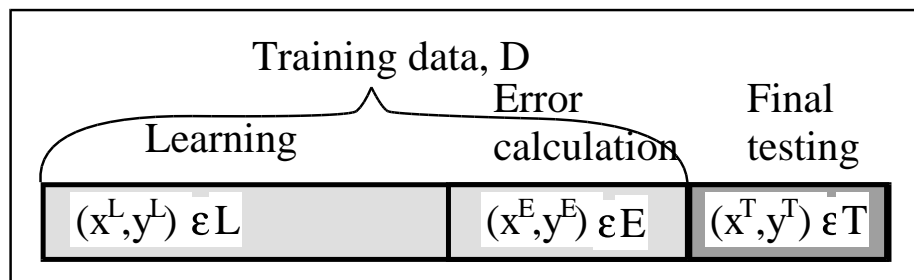 Training data, D
Learning
Error
calculation
Final
testing
(x^L,y^L) εL
(x^E,y^E) εE
(x^T,y^T) εT